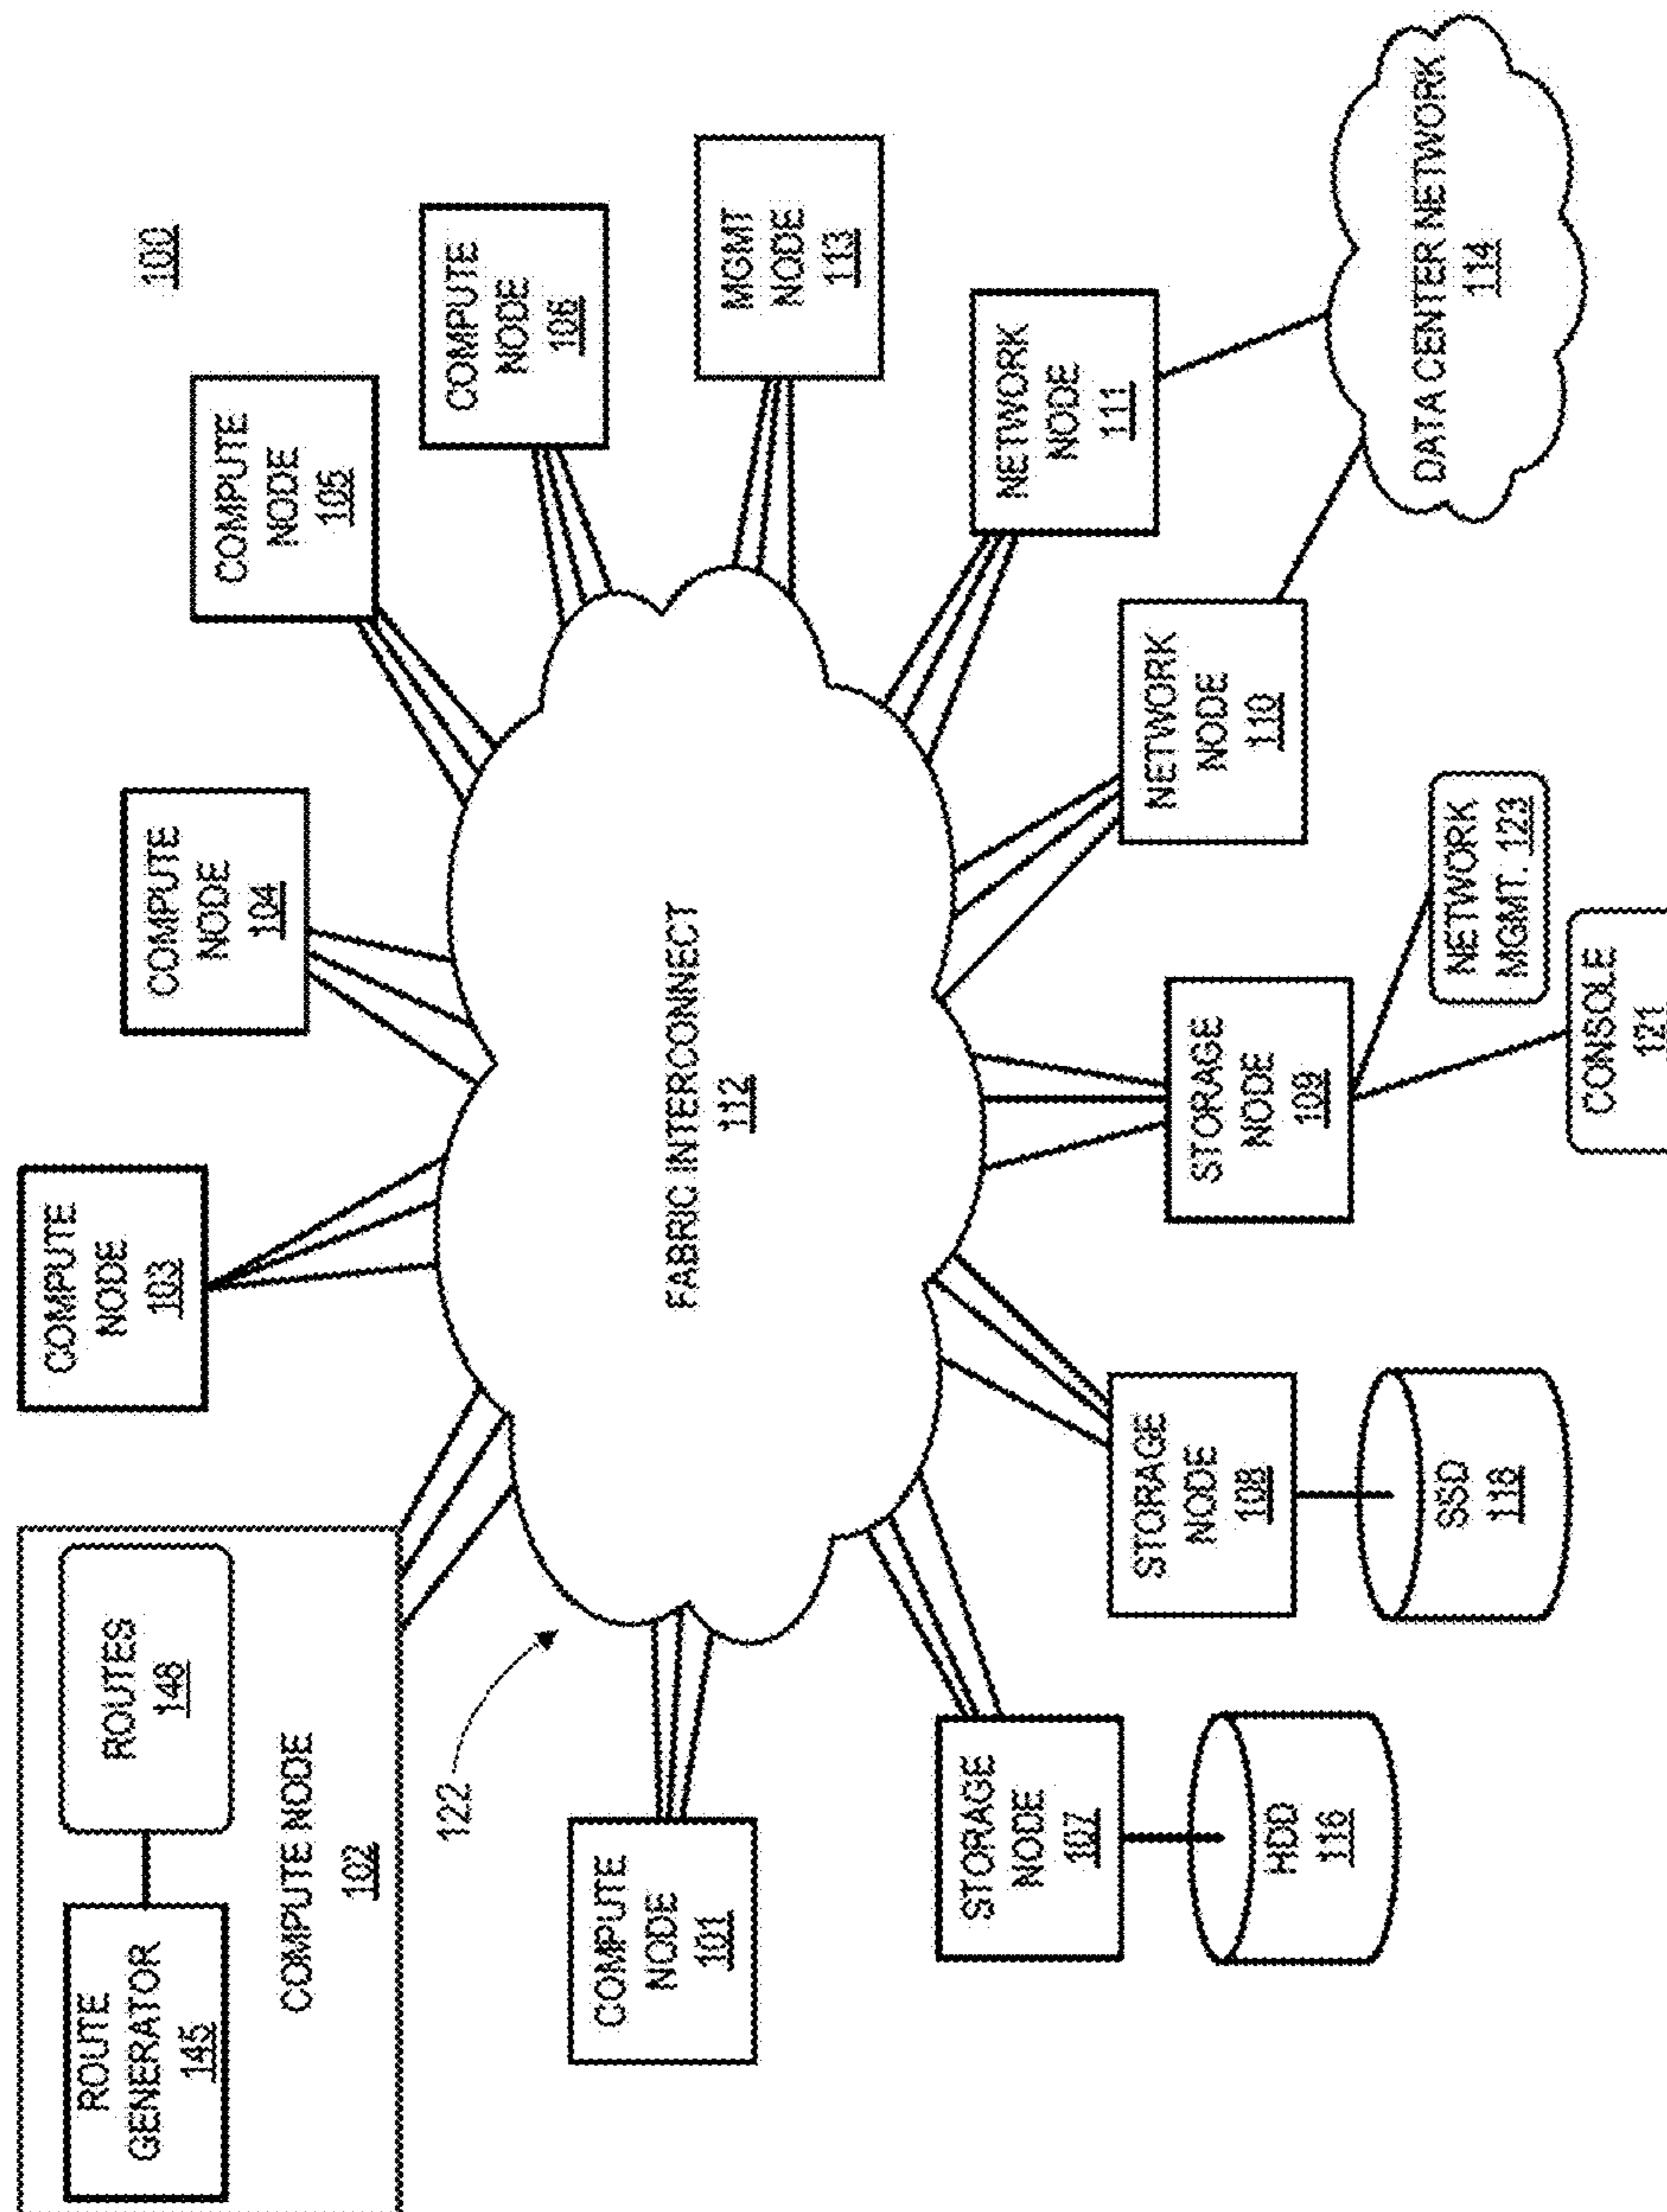 100
ROUTE
GENERATOR
145
ROUTES
148
COMPUTE NODE
102
COMPUTE
NODE
103
COMPUTE
NODE
104
COMPUTE
NODE
105
COMPUTE
NODE
106
122
COMPUTE
NODE
101
FABRIC INTERCONNECT
112
MGMT
NODE
113
STORAGE
NODE
107
HDD
116
STORAGE
NODE
108
SSD
118
STORAGE
NODE
109
NETWORK
MGMT. 123
CONSOLE
121
NETWORK
NODE
110
NETWORK
NODE
111
DATA CENTER NETWORK
114